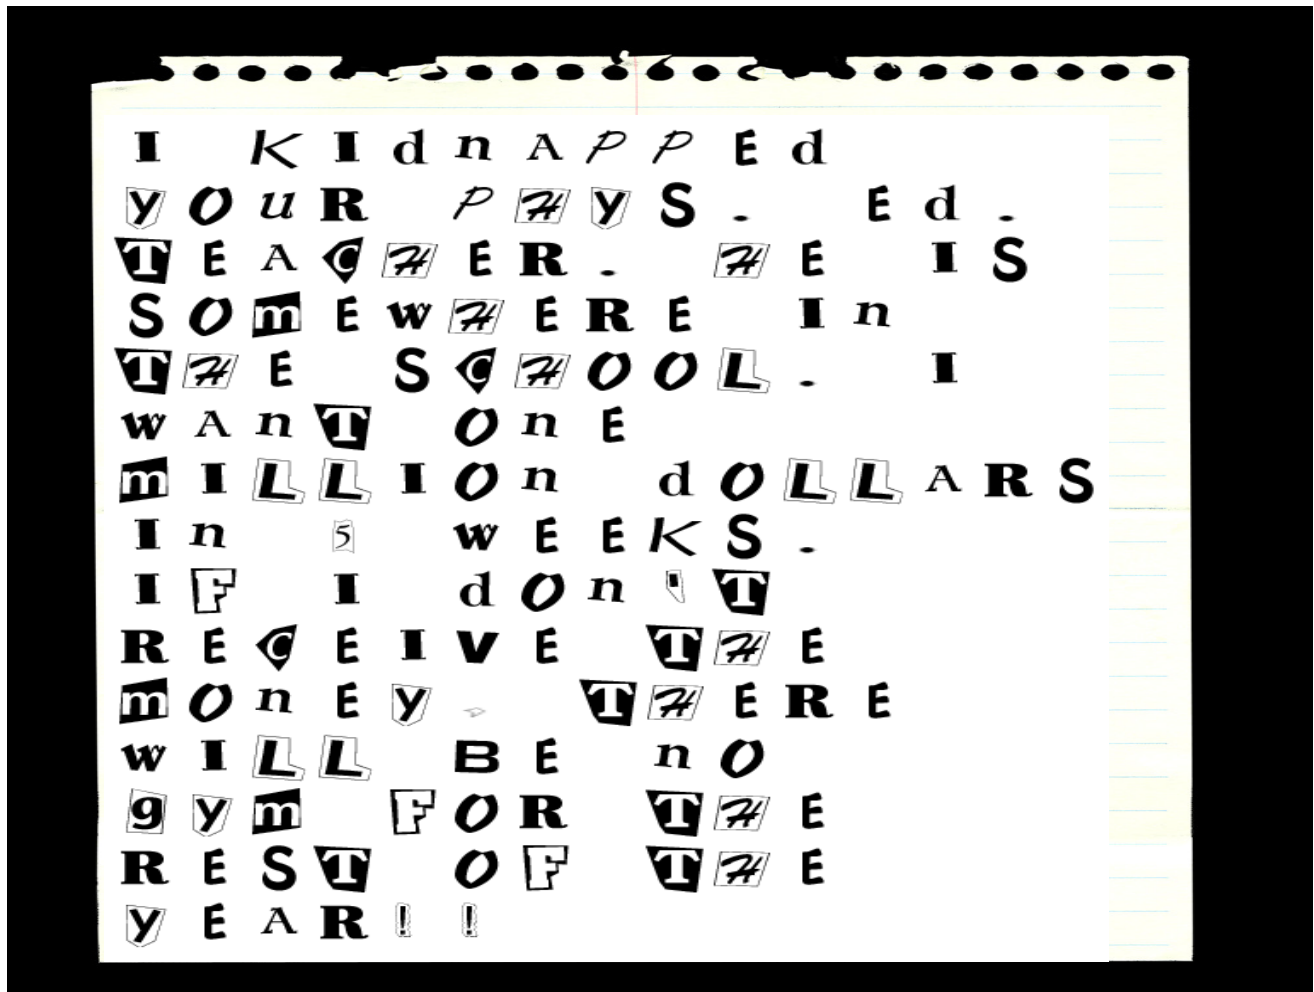 I KIdnAPPEd
yOuR PHyS. Ed.
TEACHER. HE IS
SOmEwHERE In
THE SCHOOL. I
wAnT OnE
mILLIOn dOLLARS
In 5 wEEKS.
IF I dOn'T
RECEIVE THE
mOnEy, THERE
wILL BE nO
gym FOR THE
REST OF THE
yEAR!!